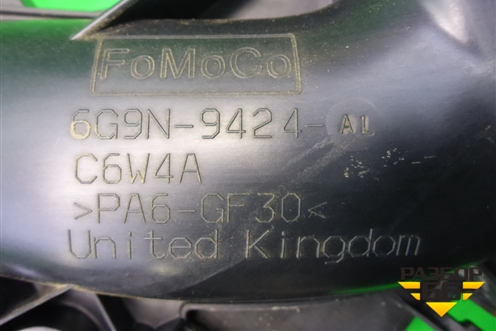 FoMoCo
6G9N-9424-AL
C6W4A
>PA6-GF30<
United Kingdom